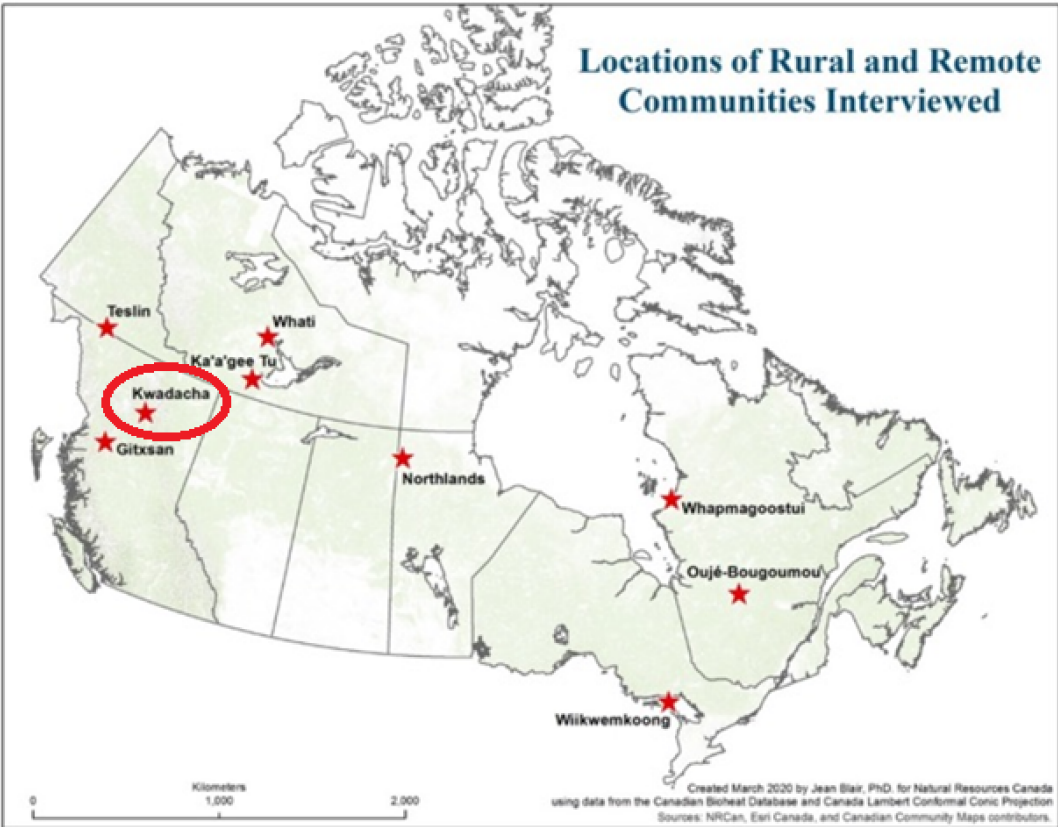 Locations of Rural and Remote
Communities Interviewed
Teslin
Whati
Ka'a'gee Tu
Kwadacha
Gitxsan
Northlands
Whapmagoostui
Oujé-Bougoumou
Wiikwemkoong
Kilometers
0 1,000 2,000
Created March 2020 by Jean Blair, PhD. for Natural Resources Canada
using data from the Canadian Bioheat Database and Canada Lambert Conformal Conic Projection
Sources: NRCan, Esri Canada, and Canadian Community Maps contributors.